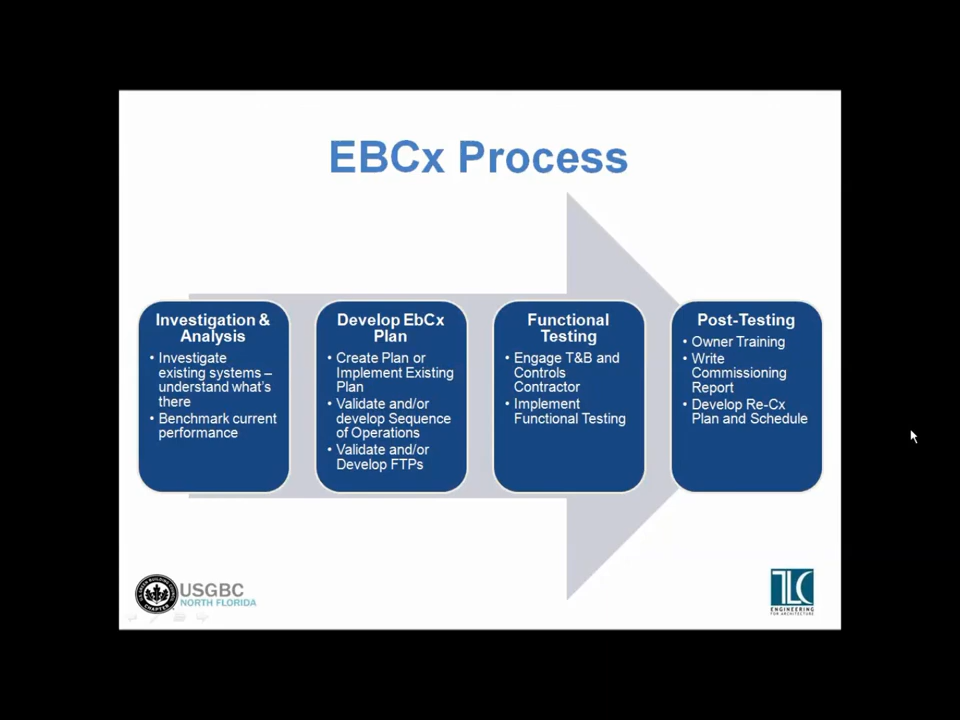 EBCx Process
Investigation &
Analysis
• Investigate
existing systems –
understand what's
there
• Benchmark current
performance
Develop EbCx
Plan
• Create Plan or
Implement Existing
Plan
• Validate and/or
develop Sequence
of Operations
• Validate and/or
Develop FTPs
Functional
Testing
• Engage T&B and
Controls
Contractor
• Implement
Functional Testing
Post-Testing
• Owner Training
• Write
Commissioning
Report
• Develop Re-Cx
Plan and Schedule
USGBC
NORTH FLORIDA
CHAPTER
TLC
ENGINEERING
FOR ARCHITECTURE